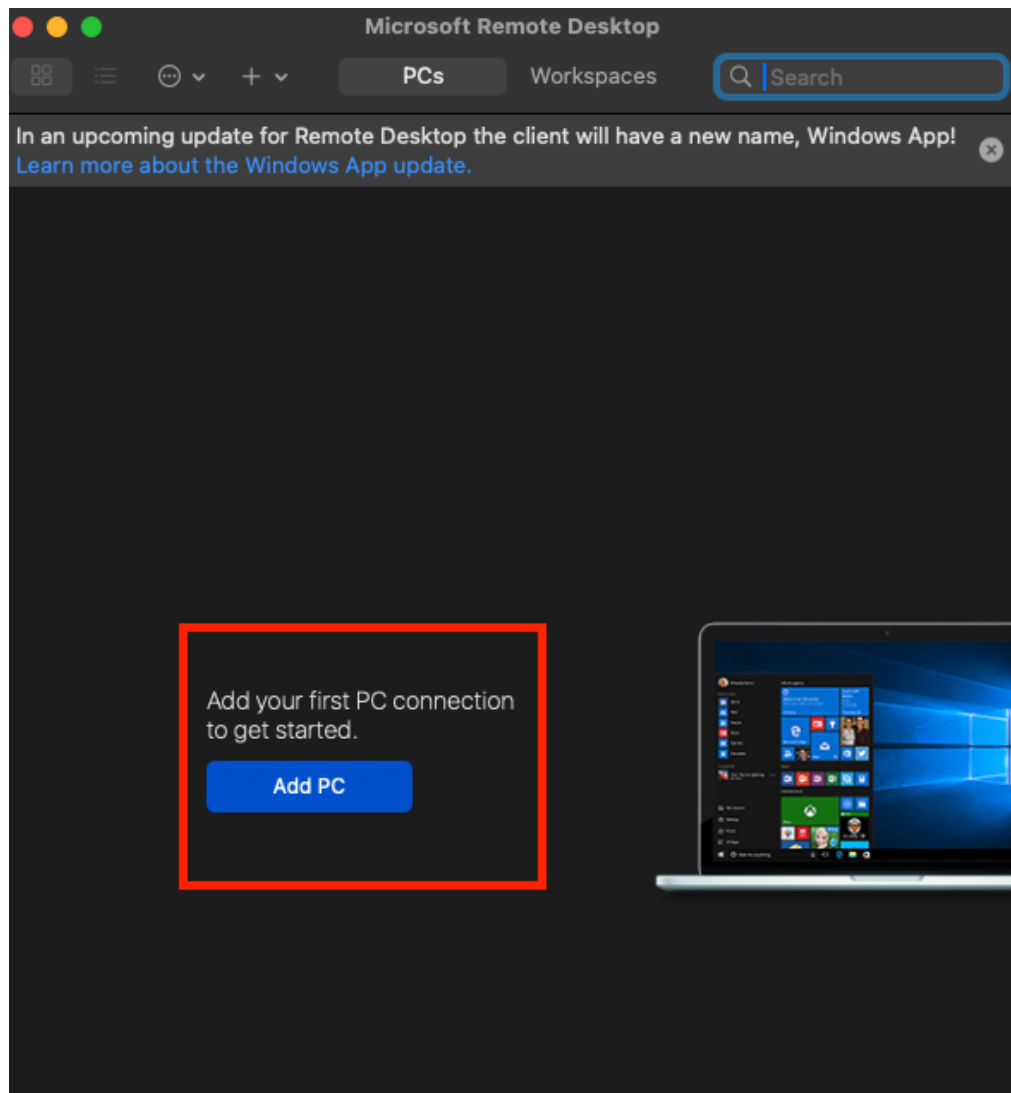 Microsoft Remote Desktop
PCs
Workspaces
Search
In an upcoming update for Remote Desktop the client will have a new name, Windows App!
Learn more about the Windows App update.
Add your first PC connection
to get started.
Add PC